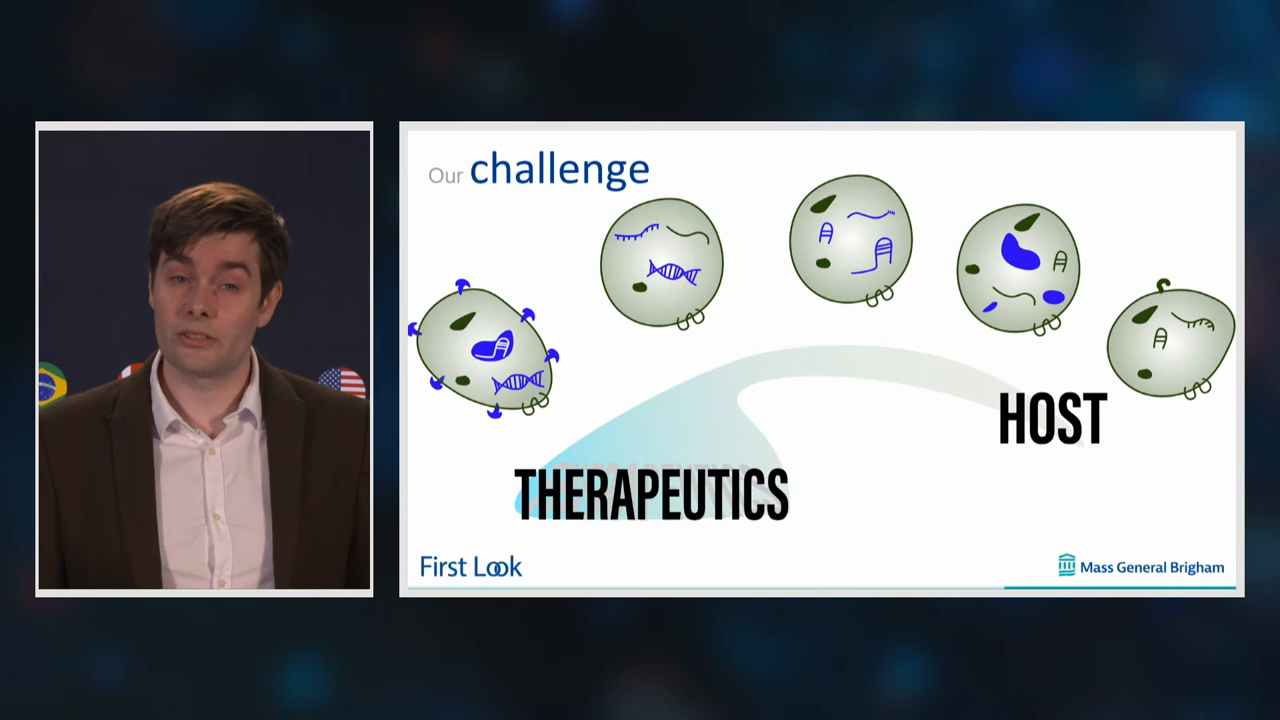 Our challenge
HOST
THERAPEUTICS
First Look
Mass General Brigham